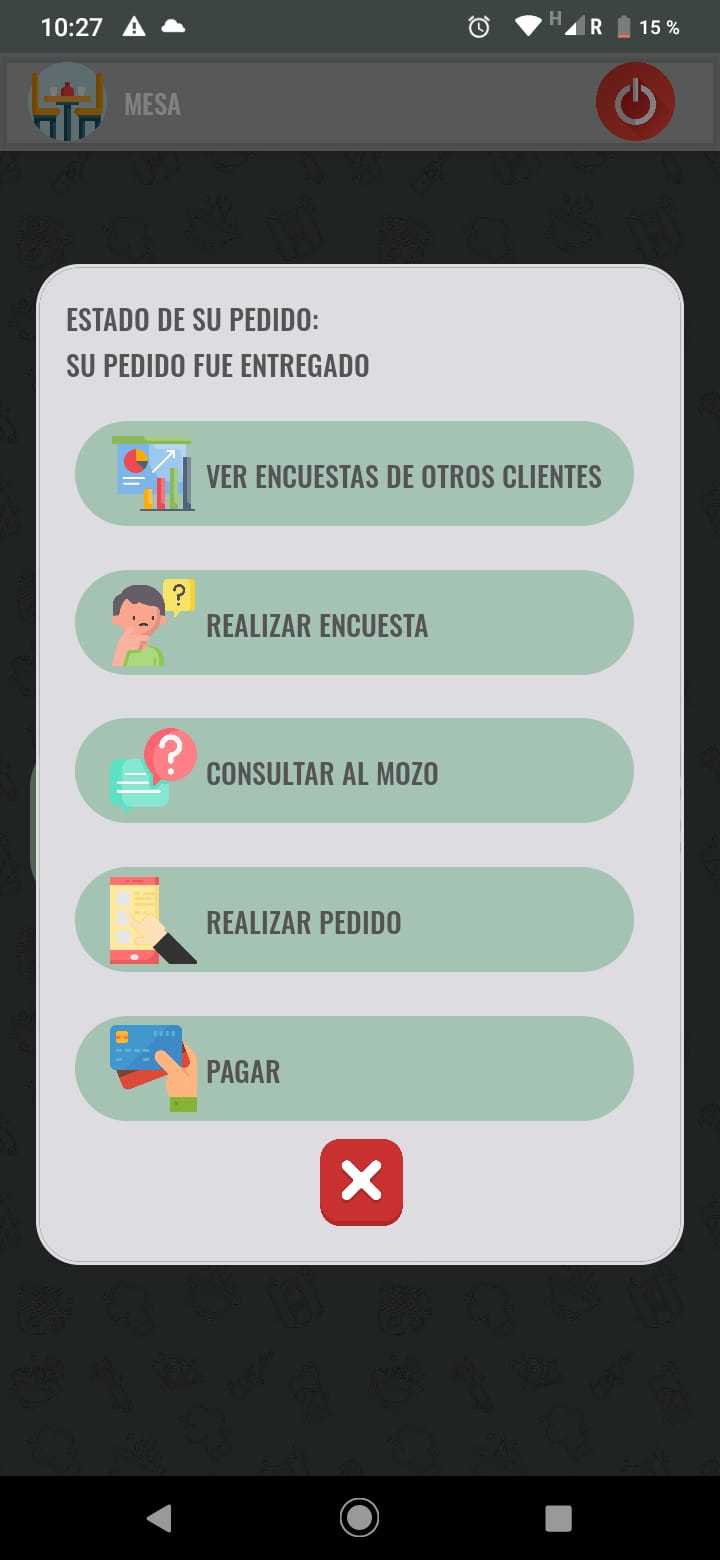 10:27
H
R
15 %
MESA
ESTADO DE SU PEDIDO:
SU PEDIDO FUE ENTREGADO
VER ENCUESTAS DE OTROS CLIENTES
?
REALIZAR ENCUESTA
?
CONSULTAR AL MOZO
REALIZAR PEDIDO
PAGAR